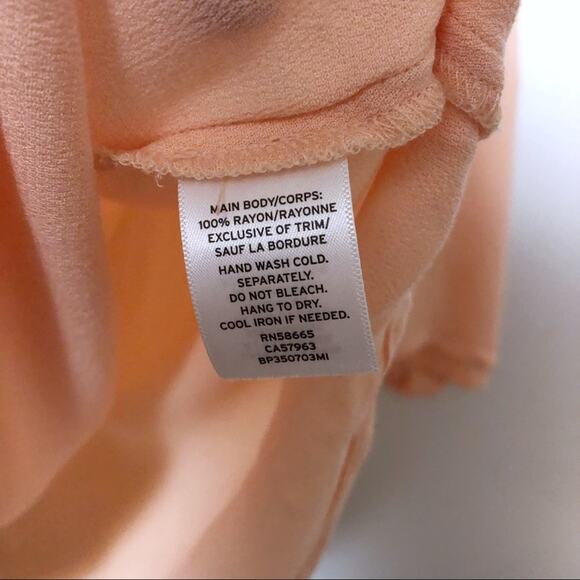 MAIN BODY/CORPS:
100% RAYON/RAYONNE
EXCLUSIVE OF TRIM/
SAUF LA BORDURE
HAND WASH COLD.
SEPARATELY.
DO NOT BLEACH.
HANG TO DRY.
COOL IRON IF NEEDED.
RN58665
CA57963
BP350703MI